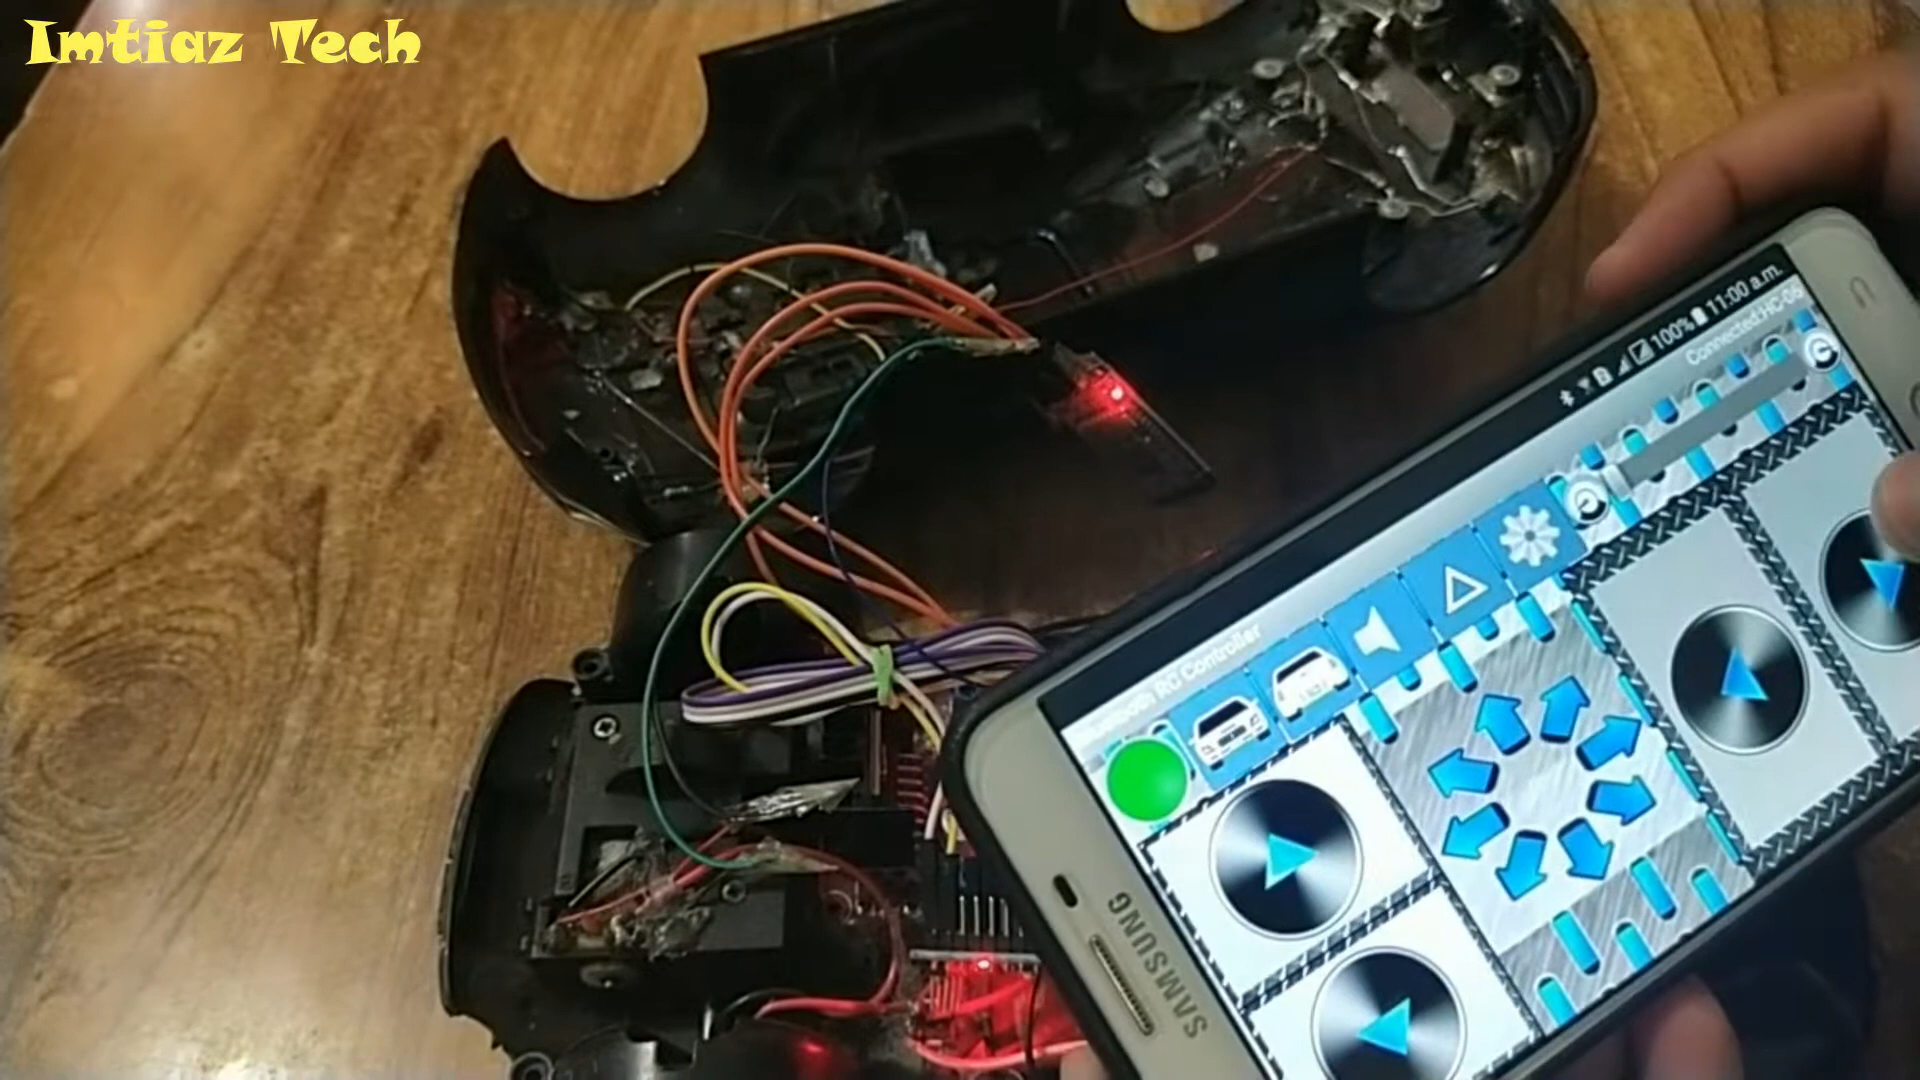 Imtiaz Tech
100% 11:00 a.m.
Connected:HC-05
RC Controller
SAMSUNG